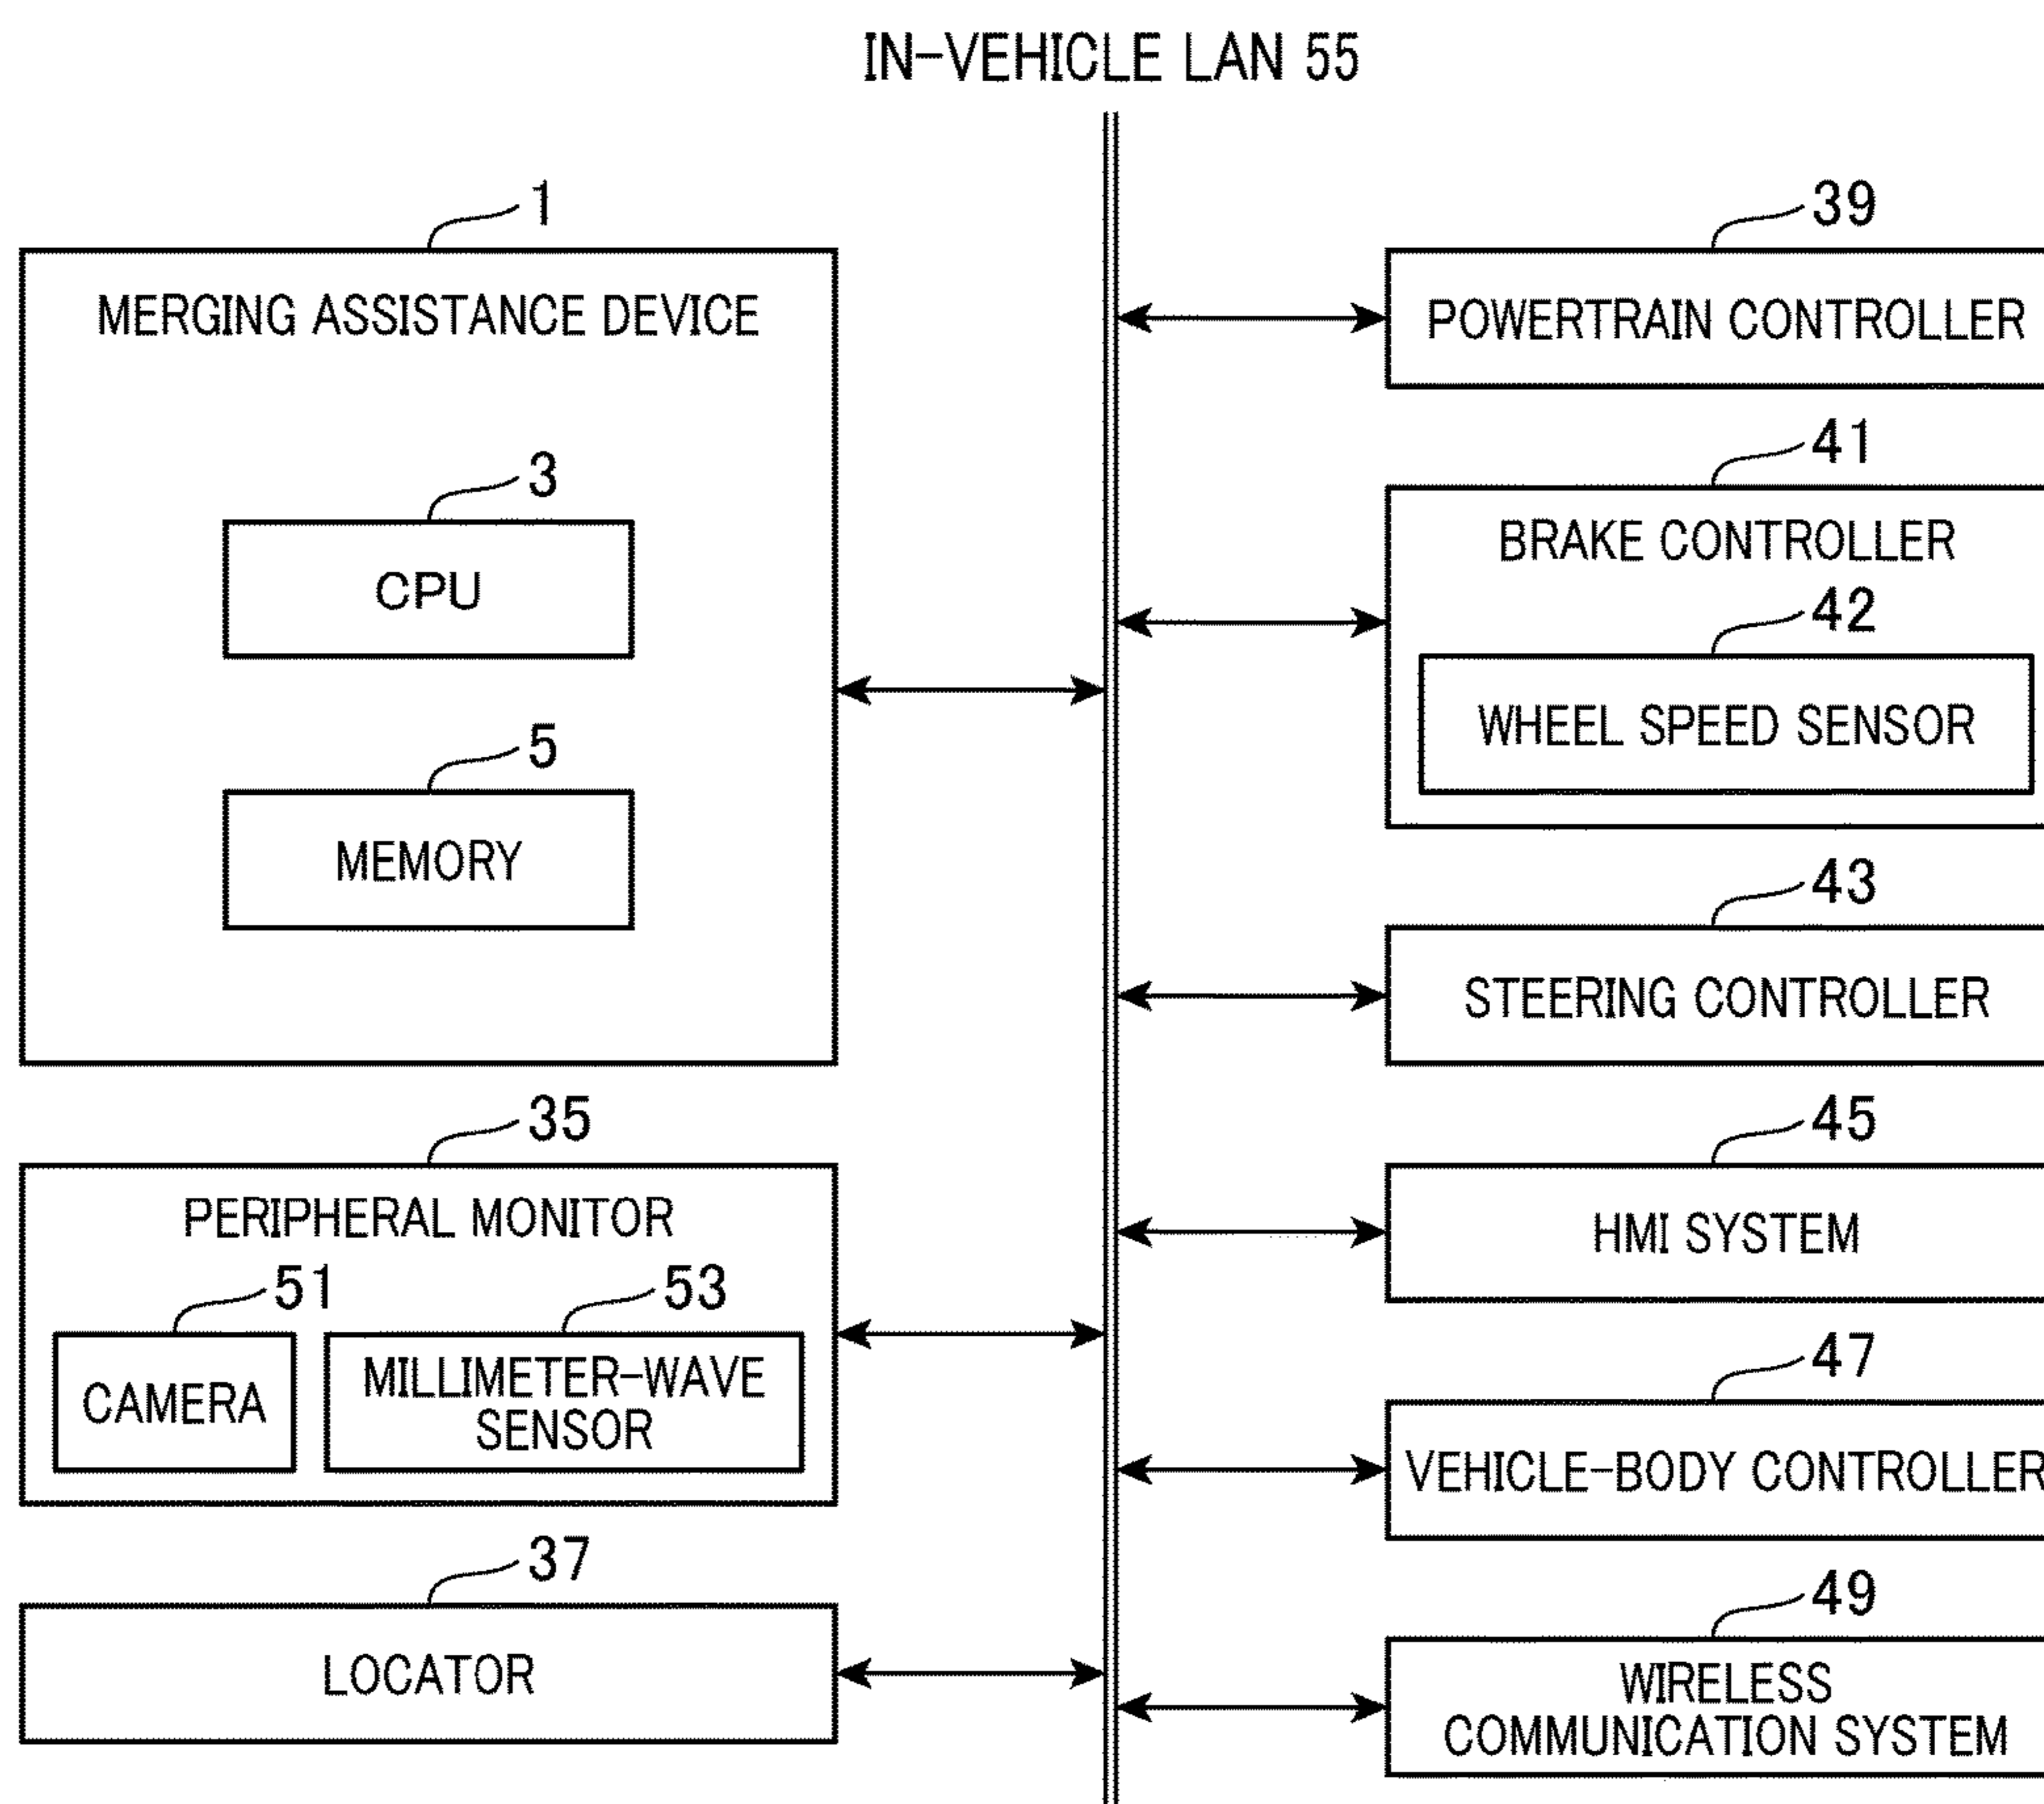 IN-VEHICLE LAN 55
1
MERGING ASSISTANCE DEVICE
3
CPU
5
MEMORY
35
PERIPHERAL MONITOR
51
CAMERA
53
MILLIMETER-WAVE
SENSOR
37
LOCATOR
39
POWERTRAIN CONTROLLER
41
BRAKE CONTROLLER
42
WHEEL SPEED SENSOR
43
STEERING CONTROLLER
45
HMI SYSTEM
47
VEHICLE-BODY CONTROLLER
49
WIRELESS
COMMUNICATION SYSTEM